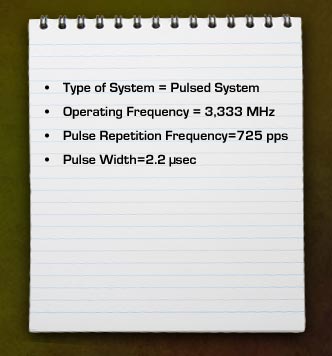 • Type of System = Pulsed System
• Operating Frequency = 3,333 MHz
• Pulse Repetition Frequency=725 pps
• Pulse Width=2.2 µsec